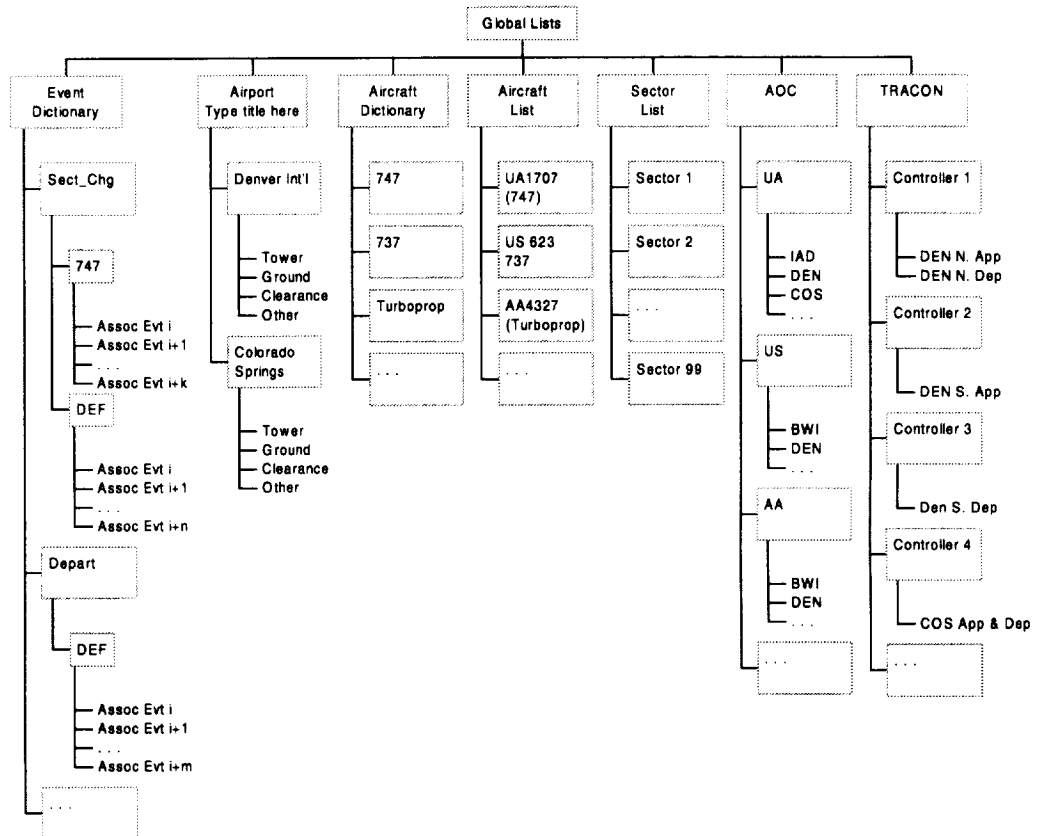 Global Lists
Event
Dictionary
Airport
Type title here
Aircraft
Dictionary
Aircraft
List
Sector
List
AOC
TRACON
Sect_Chg
747
Assoc Evt i
Assoc Evt i+1
. . .
Assoc Evt i+k
DEF
Assoc Evt i
Assoc Evt i+1
. . .
Assoc Evt i+n
Depart
DEF
Assoc Evt i
Assoc Evt i+1
. . .
Assoc Evt i+m
. . .
Denver Int'l
Tower
Ground
Clearance
Other
Colorado
Springs
Tower
Ground
Clearance
Other
747
737
Turboprop
. . .
UA1707
(747)
US 623
737
AA4327
(Turboprop)
. . .
Sector 1
Sector 2
. . .
Sector 99
UA
IAD
DEN
COS
. . .
US
BWI
DEN
. . .
AA
BWI
DEN
. . .
. . .
Controller 1
DEN N. App
DEN N. Dep
Controller 2
DEN S. App
Controller 3
Den S. Dep
Controller 4
COS App & Dep
. . .